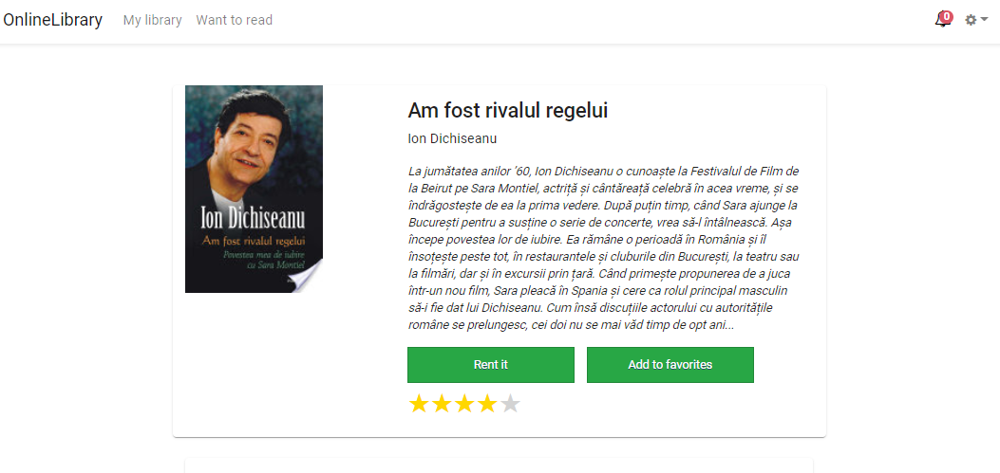 OnlineLibrary My library Want to read 0
Am fost rivalul regelui
Ion Dichiseanu
La jumătatea anilor ’60, Ion Dichiseanu o cunoaște la Festivalul de Film de
la Beirut pe Sara Montiel, actriță și cântăreață celebră în acea vreme, și se
îndrăgostește de ea la prima vedere. După puțin timp, când Sara ajunge la
București pentru a susține o serie de concerte, vrea să-l întâlnească. Așa
începe povestea lor de iubire. Ea rămâne o perioadă în România și îl
însoțește peste tot, în restaurantele și cluburile din București, la teatru sau
la filmări, dar și în excursii prin țară. Când primește propunerea de a juca
într-un nou film, Sara pleacă în Spania și cere ca rolul principal masculin
să-i fie dat lui Dichiseanu. Cum însă discuțiile actorului cu autoritățile
române se prelungesc, cei doi nu se mai văd timp de opt ani...
Rent it Add to favorites
Ion Dichiseanu
Am fost rivalul regelui
Povestea mea de iubire
cu Sara Montiel